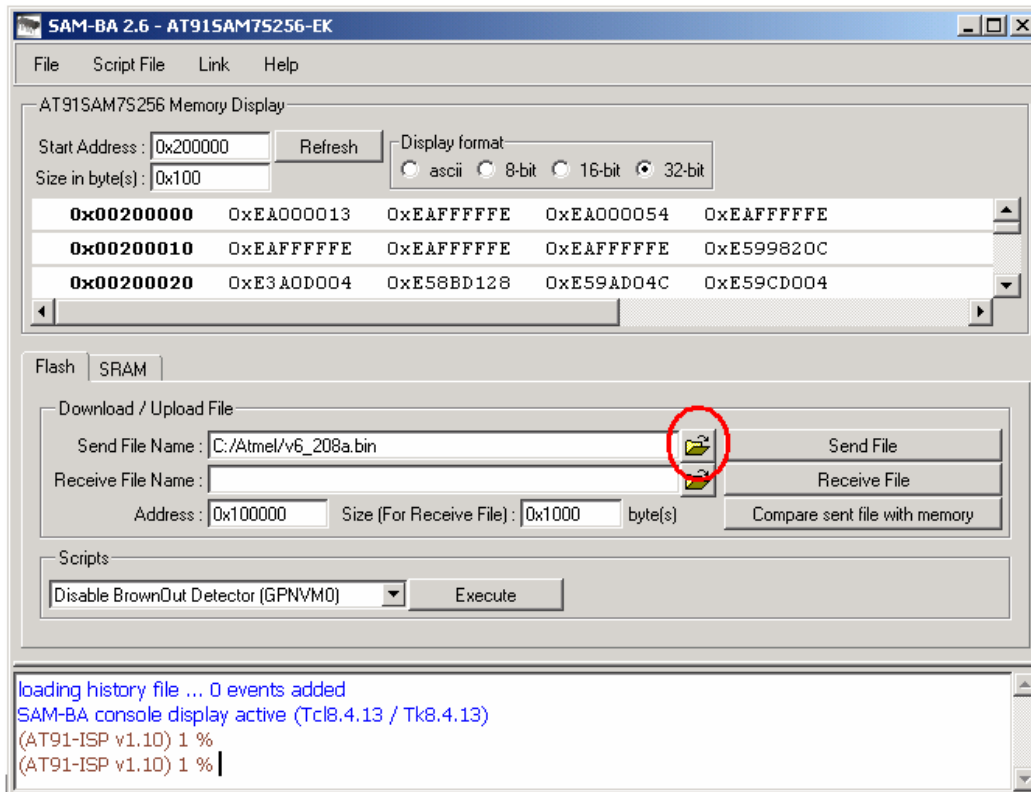 SAM-BA 2.6 - AT91SAM7S256-EK
File Script File Link Help
AT91SAM7S256 Memory Display
Start Address : 0x200000 Refresh Display format
Size in byte(s) : 0x100 ascii 8-bit 16-bit 32-bit
0x00200000 0xEA000013 0xEAFFFFFE 0xEA000054 0xEAFFFFFE
0x00200010 0xEAFFFFFE 0xEAFFFFFE 0xEAFFFFFE 0xE599820C
0x00200020 0xE3A0D004 0xE58BD128 0xE59AD04C 0xE59CD004
Flash SRAM
Download / Upload File
Send File Name : C:/Atmel/v6_208a.bin Send File
Receive File Name : Receive File
Address : 0x100000 Size (For Receive File) : 0x1000 byte(s) Compare sent file with memory
Scripts
Disable BrownOut Detector (GPNVM0) Execute
loading history file ... 0 events added
SAM-BA console display active (Tcl8.4.13 / Tk8.4.13)
(AT91-ISP v1.10) 1 %
(AT91-ISP v1.10) 1 %